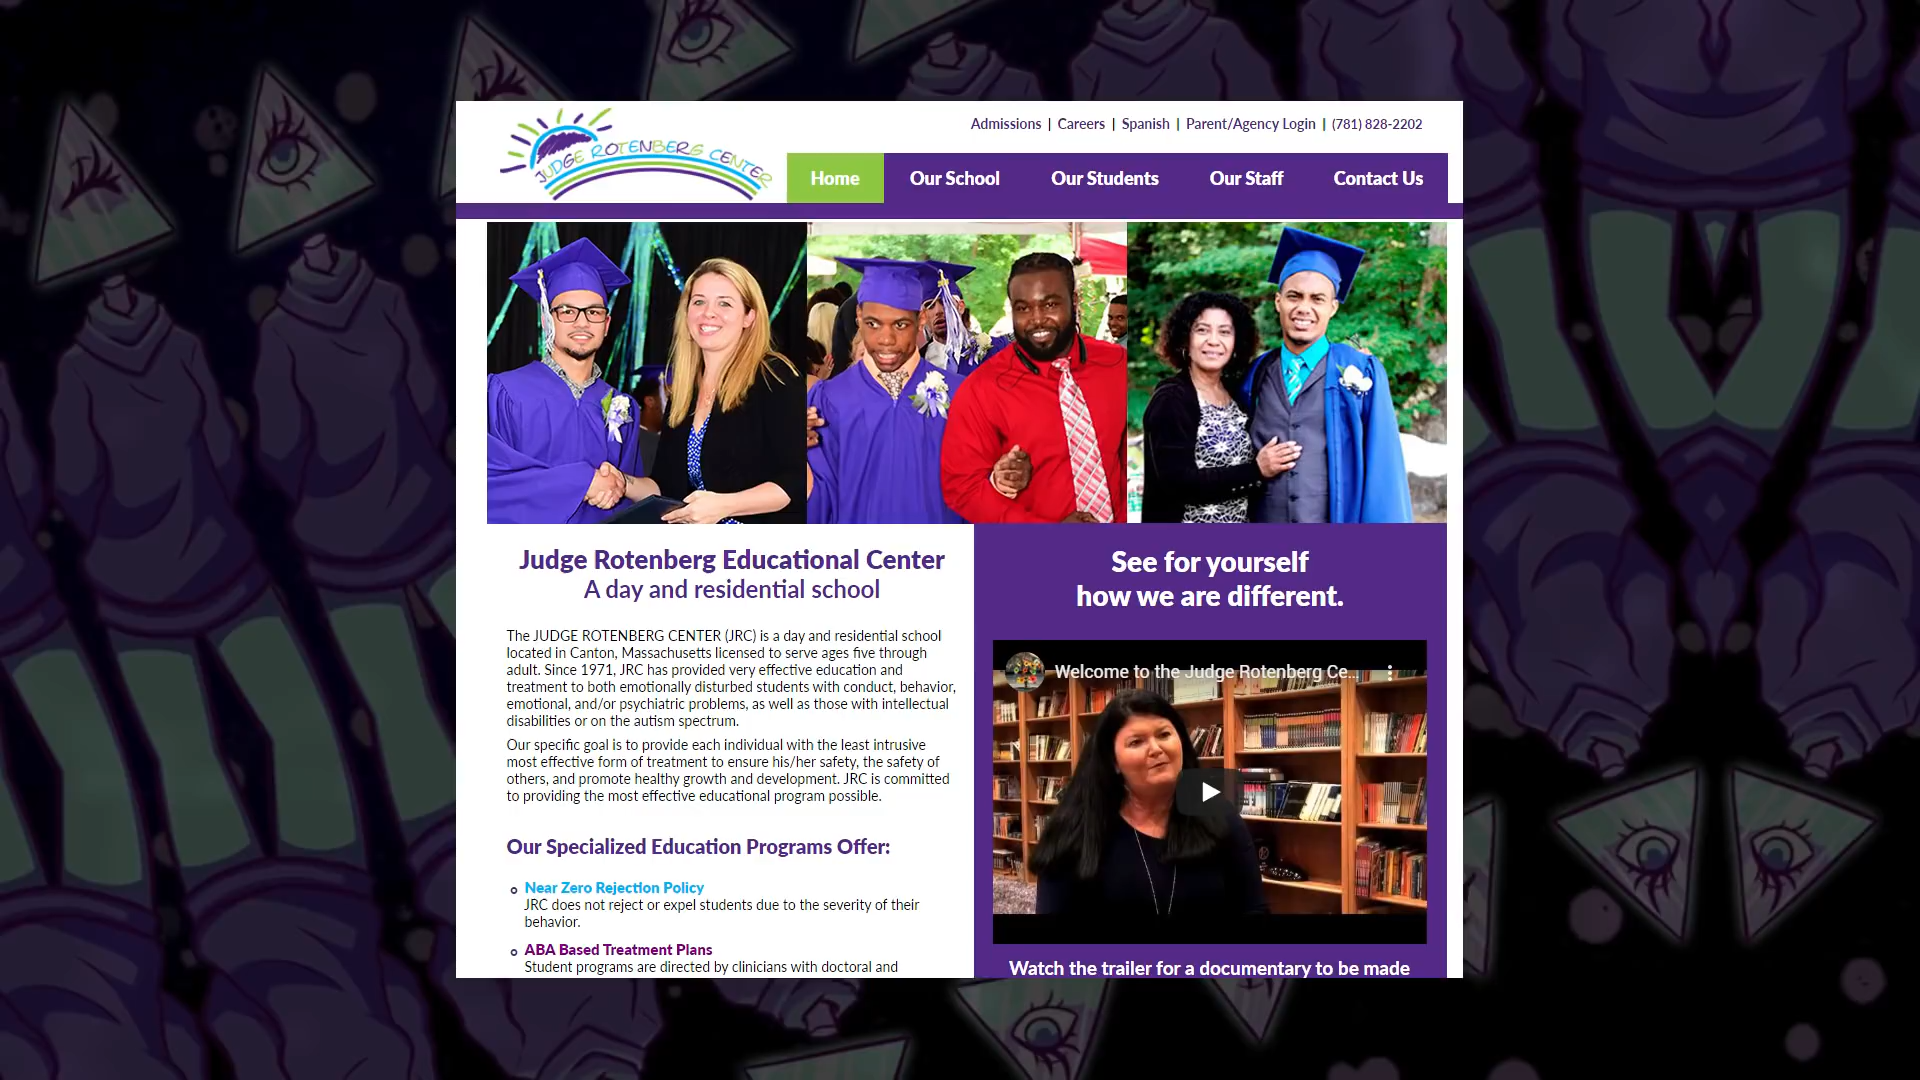 JUDGE ROTENBERG CENTER
Admissions | Careers | Spanish | Parent/Agency Login | (781) 828-2202
Home Our School Our Students Our Staff Contact Us
Judge Rotenberg Educational Center
A day and residential school
The JUDGE ROTENBERG CENTER (JRC) is a day and residential school
located in Canton, Massachusetts licensed to serve ages five through
adult. Since 1971, JRC has provided very effective education and
treatment to both emotionally disturbed students with conduct, behavior,
emotional, and/or psychiatric problems, as well as those with intellectual
disabilities or on the autism spectrum.
Our specific goal is to provide each individual with the least intrusive
most effective form of treatment to ensure his/her safety, the safety of
others, and promote healthy growth and development. JRC is committed
to providing the most effective educational program possible.
Our Specialized Education Programs Offer:
Near Zero Rejection Policy
JRC does not reject or expel students due to the severity of their
behavior.
ABA Based Treatment Plans
Student programs are directed by clinicians with doctoral and
See for yourself
how we are different.
Welcome to the Judge Rotenberg Ce...
Watch the trailer for a documentary to be made